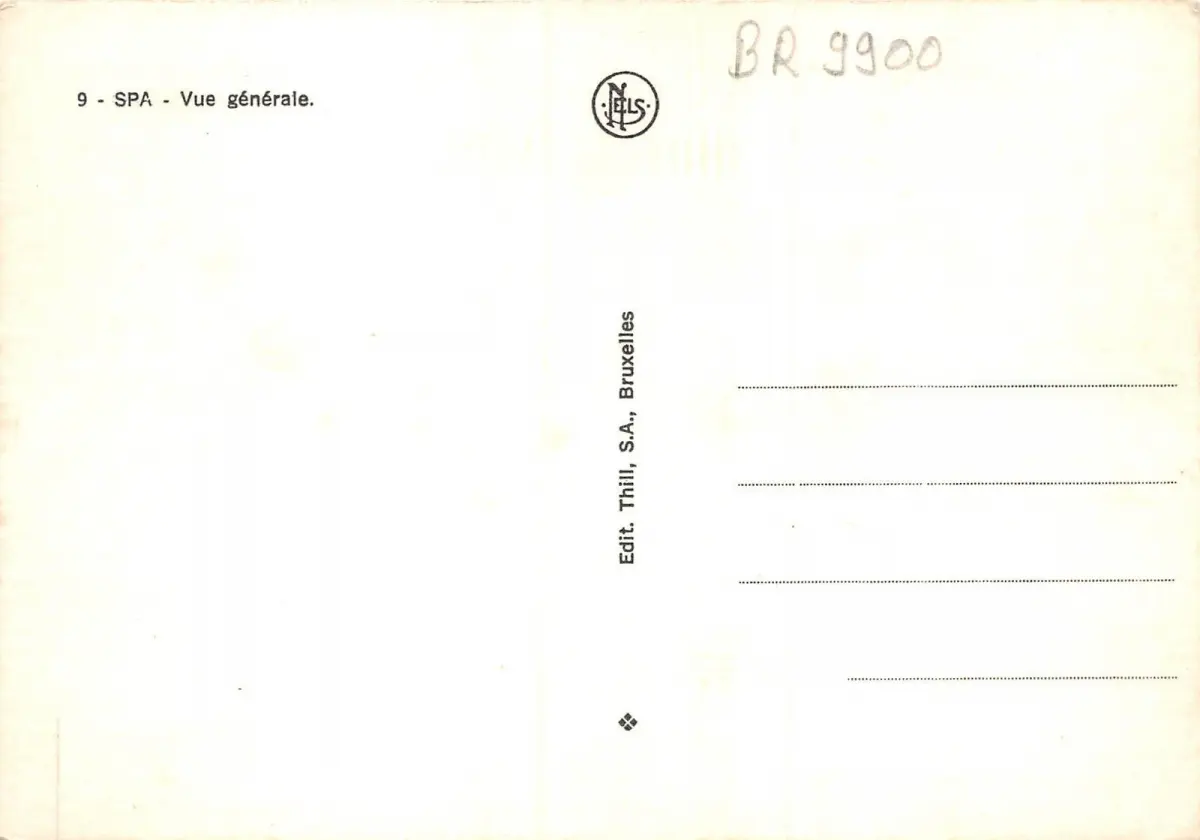 BR 9900
9 - SPA - Vue générale.
NELS
Edit. Thill, S.A., Bruxelles